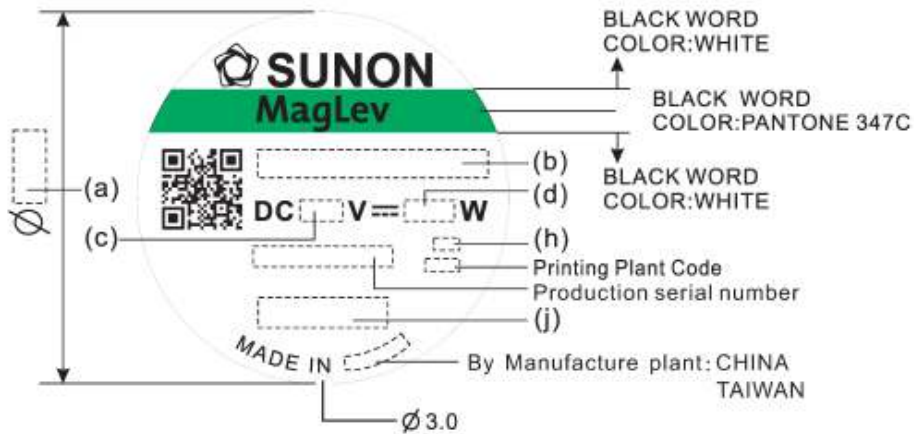 BLACK WORD
COLOR:WHITE
SUNON
MagLev
BLACK WORD
COLOR:PANTONE 347C
(b)
(a)
(d)
BLACK WORD
COLOR:WHITE
DC V⎓ W
Ø
(c)
(h)
Printing Plant Code
Production serial number
(j)
MADE IN
By Manufacture plant: CHINA
TAIWAN
Ø 3.0